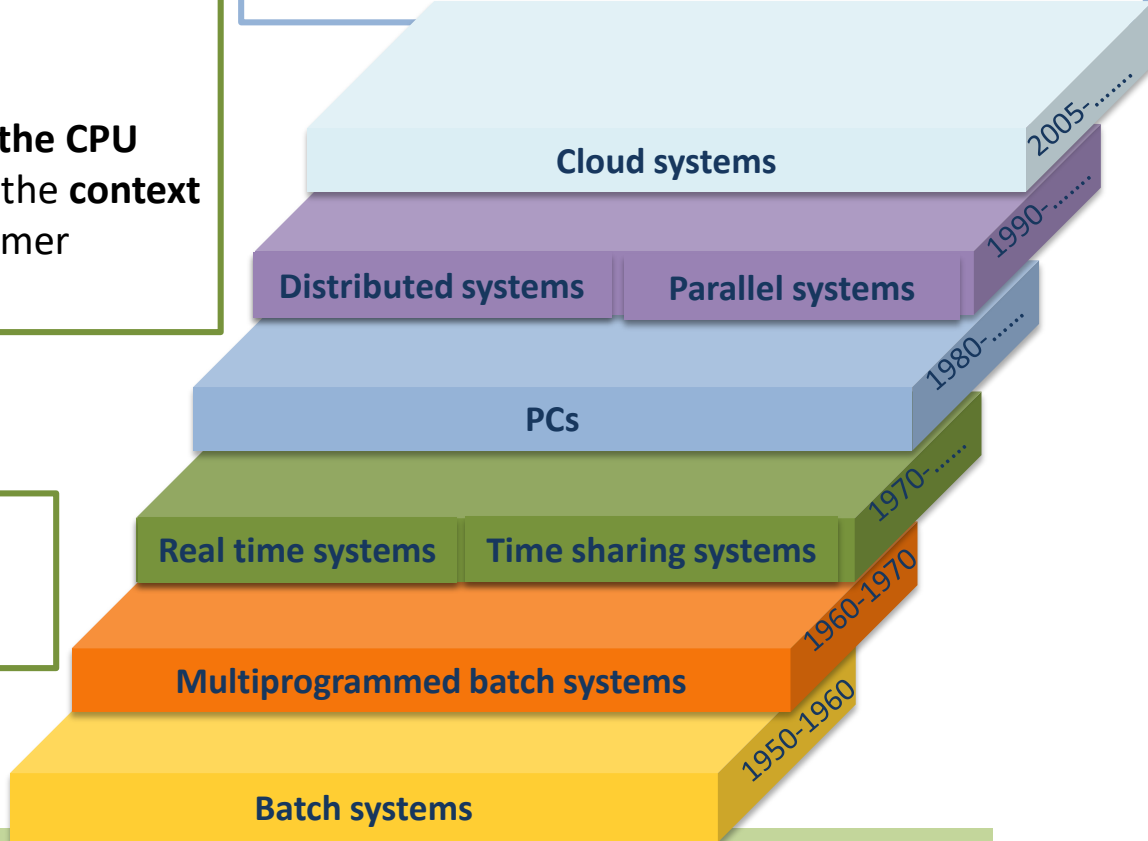 the CPU
the context
mer
Cloud systems
2005-.......
Distributed systems
Parallel systems
1990-.......
PCs
1980-......
Real time systems
Time sharing systems
1970-......
Multiprogrammed batch systems
1960-1970
Batch systems
1950-1960